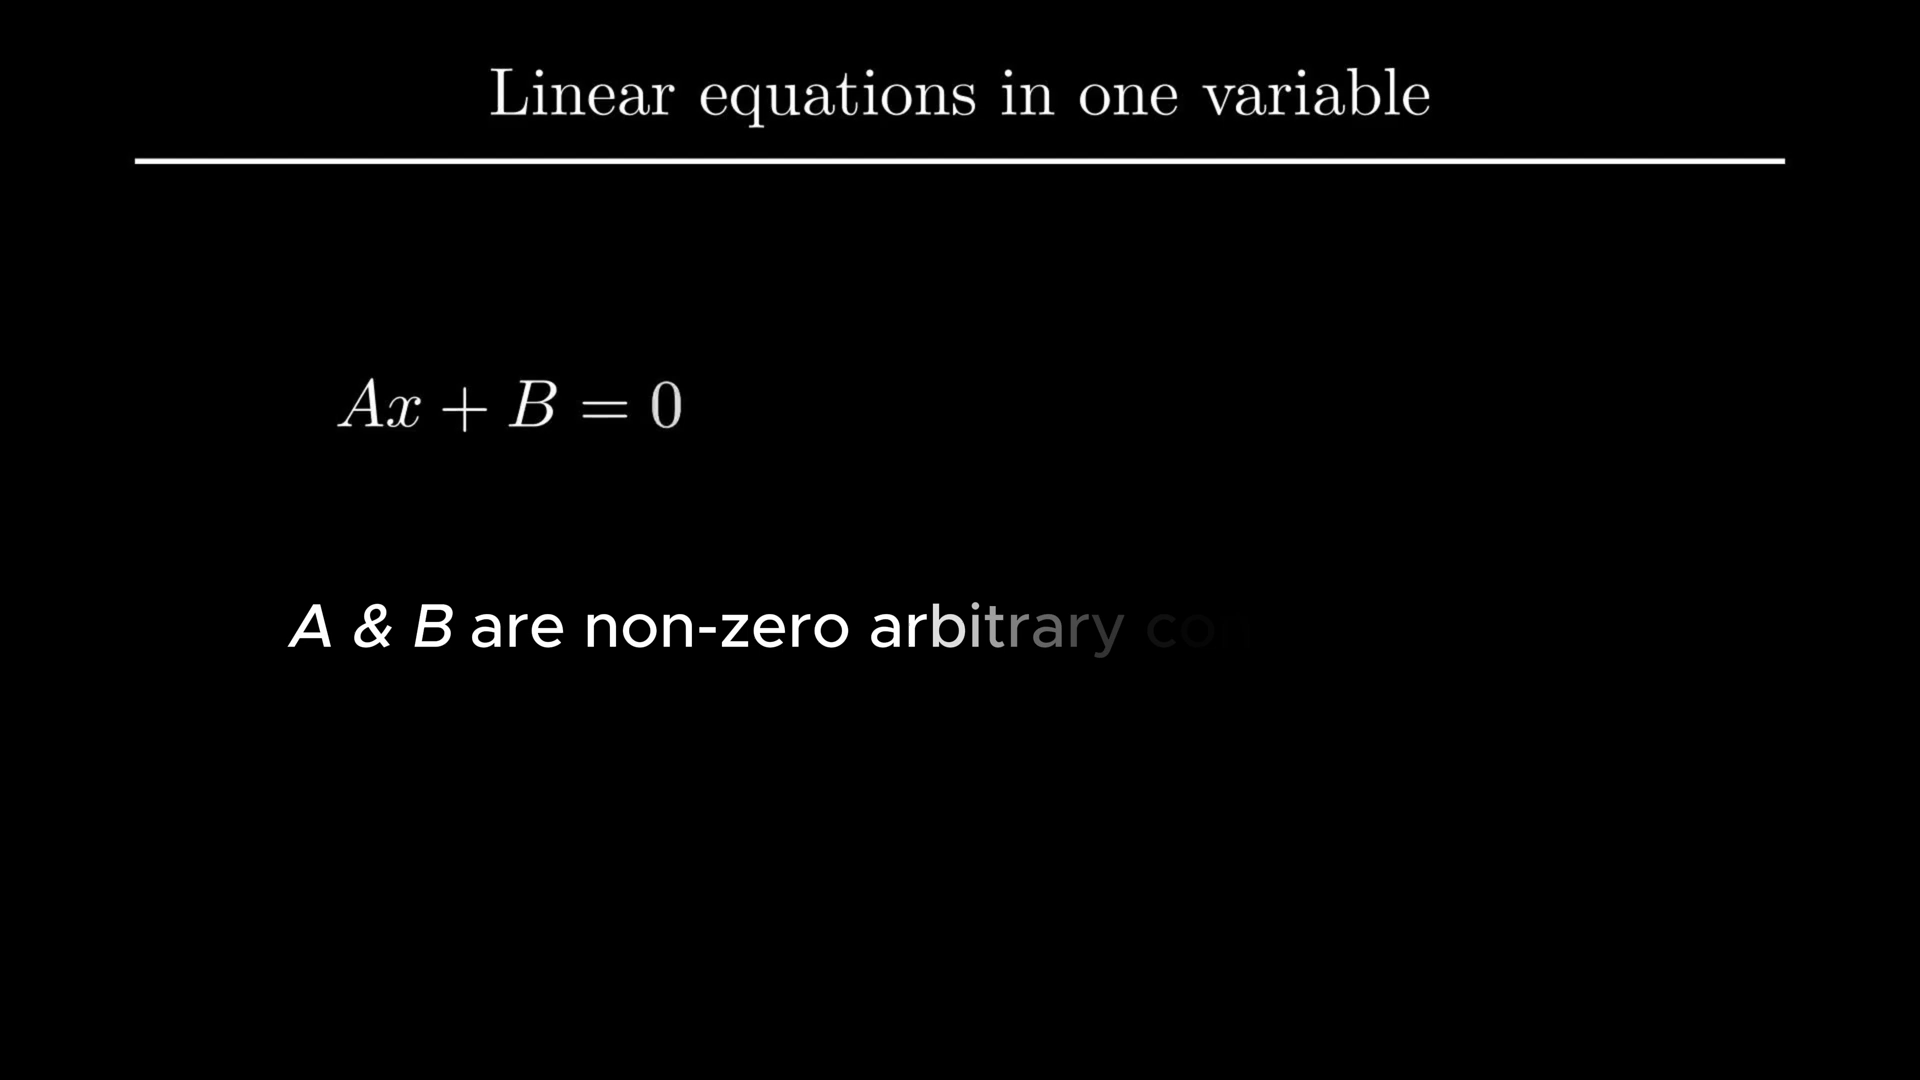 Linear equations in one variable
Ax + B = 0
A & B are non-zero arbitrary